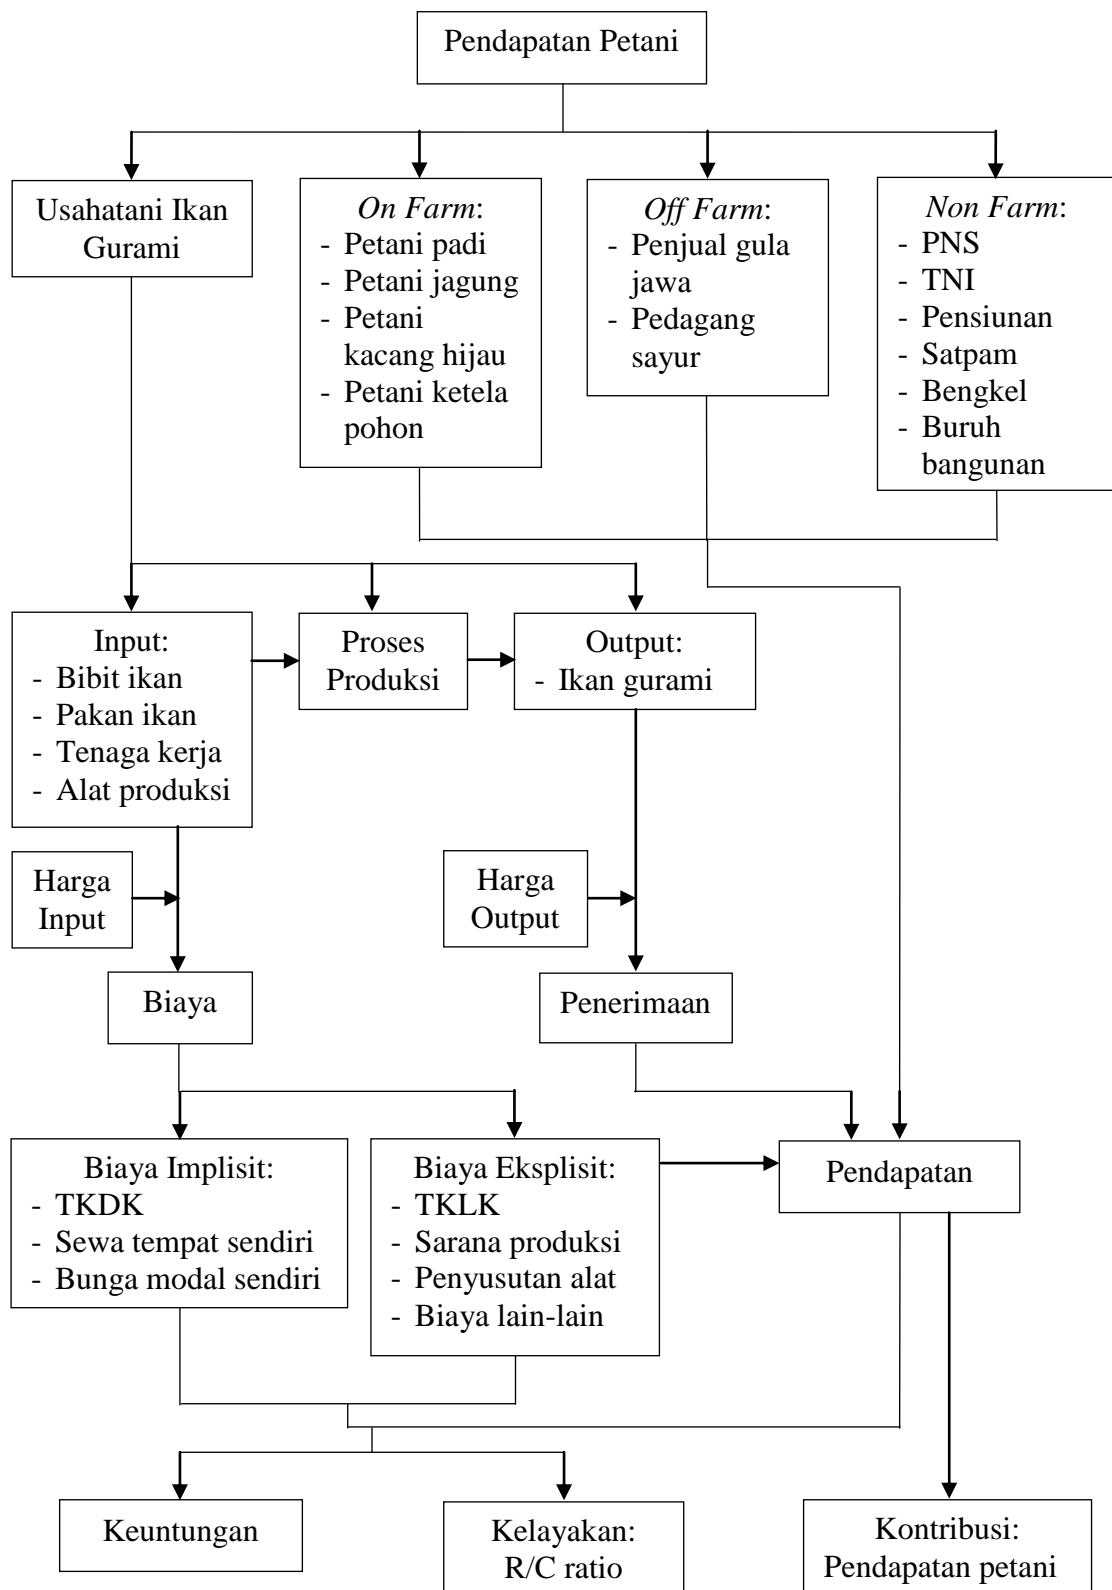 Pendapatan Petani
Usahatani Ikan
Gurami
On Farm:
- Petani padi
- Petani jagung
- Petani
kacang hijau
- Petani ketela
pohon
Off Farm:
- Penjual gula
jawa
- Pedagang
sayur
Non Farm:
- PNS
- TNI
- Pensiunan
- Satpam
- Bengkel
- Buruh
bangunan
Input:
- Bibit ikan
- Pakan ikan
- Tenaga kerja
- Alat produksi
Proses
Produksi
Output:
- Ikan gurami
Harga
Input
Harga
Output
Biaya
Penerimaan
Biaya Implisit:
- TKDK
- Sewa tempat sendiri
- Bunga modal sendiri
Biaya Eksplisit:
- TKLK
- Sarana produksi
- Penyusutan alat
- Biaya lain-lain
Pendapatan
Keuntungan
Kelayakan:
R/C ratio
Kontribusi:
Pendapatan petani